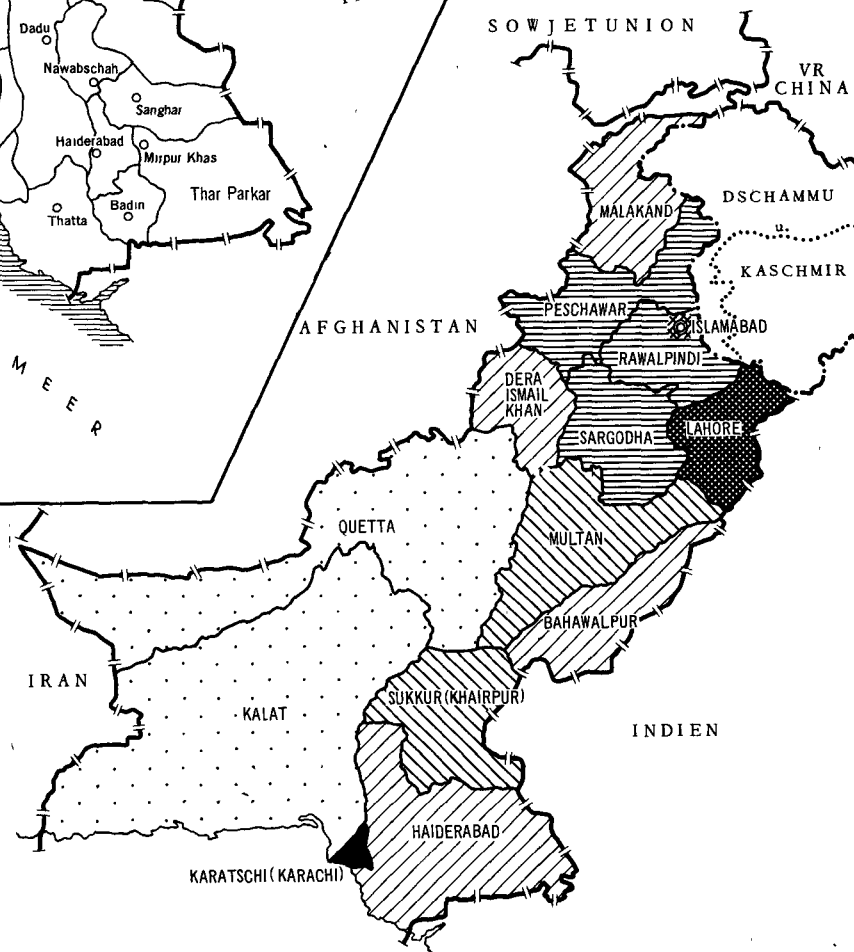 Dadu
Nawabschah
Sanghar
Haiderabad
Mirpur Khas
Thar Parkar
Badin
Thatta
MEER
SOWJETUNION
VR
CHINA
DSCHAMMU
u.
KASCHMIR
MALAKAND
AFGHANISTAN
PESCHAWAR
ISLAMABAD
RAWALPINDI
DERA
ISMAIL
KHAN
SARGODHA
LAHORE
QUETTA
MULTAN
BAHAWALPUR
IRAN
KALAT
SUKKUR (KHAIRPUR)
INDIEN
HAIDERABAD
KARATSCHI (KARACHI)